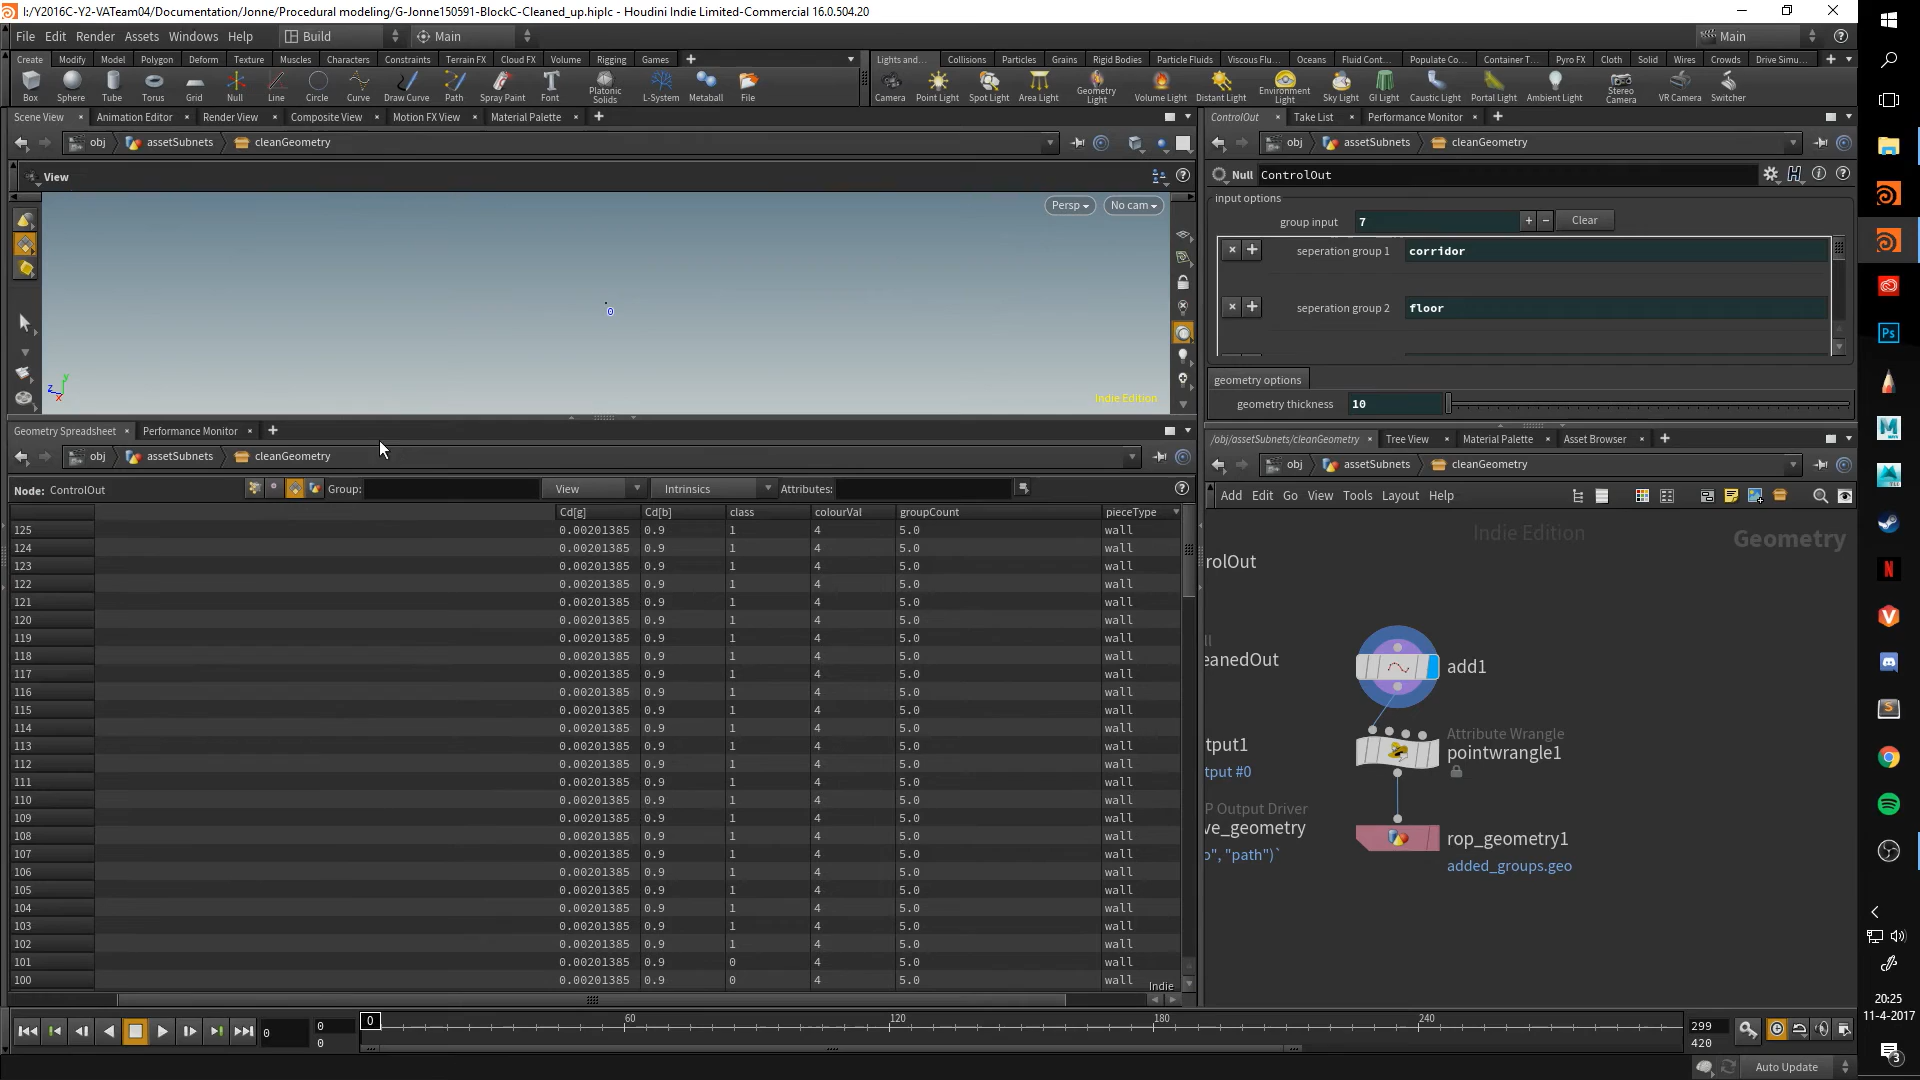 I:/Y2016C-Y2-VATeam04/Documentation/Jonne/Procedural modeling/G-Jonne150591-BlockC-Cleaned_up.hiplc - Houdini Indie Limited-Commercial 16.0.504.20
File Edit Render Assets Windows Help Build Main Main
Create Modify Model Polygon Deform Texture Muscles Characters Constraints Terrain FX Cloud FX Volume Rigging Games
Lights and... Collisions Particles Grains Rigid Bodies Particle Fluids Viscous Flu... Oceans Fluid Cont... Populate Co... Container T... Pyro FX Cloth Solid Wires Crowds Drive Simu...
Box Sphere Tube Torus Grid Null Line Circle Curve Draw Curve Path Spray Paint Font Platonic Solids L-System Metaball File
Camera Point Light Spot Light Area Light Geometry Light Volume Light Distant Light Environment Light Sky Light GI Light Caustic Light Portal Light Ambient Light Stereo Camera VR Camera Switcher
Scene View Animation Editor Render View Composite View Motion FX View Material Palette
obj assetSubnets cleanGeometry
View
Persp No cam
0
y
z
x
Indie Edition
ControlOut Take List Performance Monitor
obj assetSubnets cleanGeometry
Null ControlOut
input options
group input 7 + − Clear
seperation group 1 corridor
seperation group 2 floor
geometry options
geometry thickness 10
Geometry Spreadsheet Performance Monitor
obj assetSubnets cleanGeometry
Node: ControlOut Group: View Intrinsics Attributes:
Cd[g] Cd[b] class colourVal groupCount pieceType
125 0.00201385 0.9 1 4 5.0 wall
124 0.00201385 0.9 1 4 5.0 wall
123 0.00201385 0.9 1 4 5.0 wall
122 0.00201385 0.9 1 4 5.0 wall
121 0.00201385 0.9 1 4 5.0 wall
120 0.00201385 0.9 1 4 5.0 wall
119 0.00201385 0.9 1 4 5.0 wall
118 0.00201385 0.9 1 4 5.0 wall
117 0.00201385 0.9 1 4 5.0 wall
116 0.00201385 0.9 1 4 5.0 wall
115 0.00201385 0.9 1 4 5.0 wall
114 0.00201385 0.9 1 4 5.0 wall
113 0.00201385 0.9 1 4 5.0 wall
112 0.00201385 0.9 1 4 5.0 wall
111 0.00201385 0.9 1 4 5.0 wall
110 0.00201385 0.9 1 4 5.0 wall
109 0.00201385 0.9 1 4 5.0 wall
108 0.00201385 0.9 1 4 5.0 wall
107 0.00201385 0.9 1 4 5.0 wall
106 0.00201385 0.9 1 4 5.0 wall
105 0.00201385 0.9 1 4 5.0 wall
104 0.00201385 0.9 1 4 5.0 wall
103 0.00201385 0.9 1 4 5.0 wall
102 0.00201385 0.9 1 4 5.0 wall
101 0.00201385 0.9 0 4 5.0 wall
100 0.00201385 0.9 0 4 5.0 wall
Indie
/obj/assetSubnets/cleanGeometry Tree View Material Palette Asset Browser
obj assetSubnets cleanGeometry
Add Edit Go View Tools Layout Help
Indie Edition Geometry
rolOut
ll
eanedOut
add1
Attribute Wrangle
tput1
pointwrangle1
tput #0
P Output Driver
ve_geometry
rop_geometry1
o", "path")`
added_groups.geo
0 0 0 0 60 120 180 240 299 420
Auto Update
Ps
M
N
V
S
20:25
11-4-2017
3